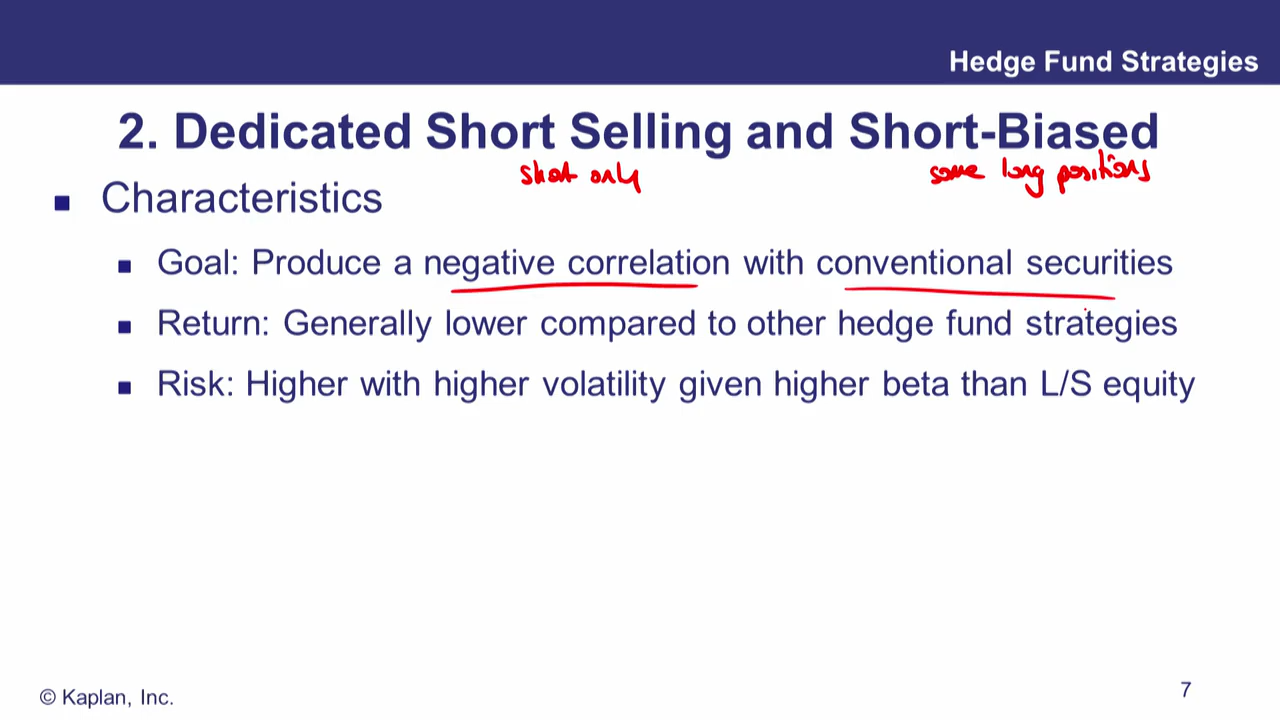 Hedge Fund Strategies
2. Dedicated Short Selling and Short-Biased
short only some long positions
Characteristics
Goal: Produce a negative correlation with conventional securities
Return: Generally lower compared to other hedge fund strategies
Risk: Higher with higher volatility given higher beta than L/S equity
© Kaplan, Inc.
7